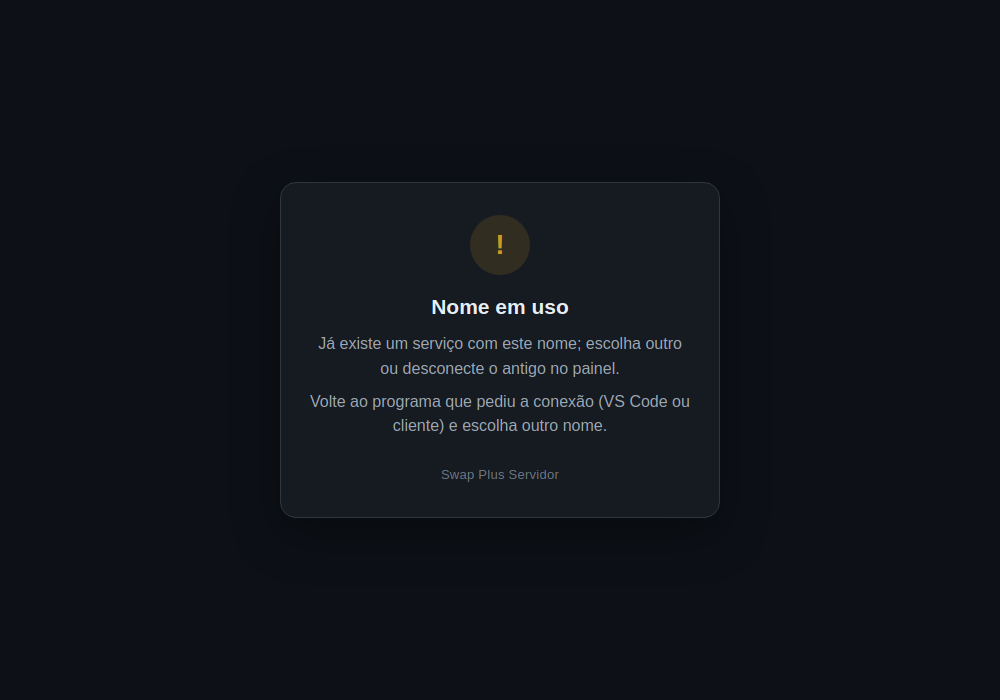 !
Nome em uso
Já existe um serviço com este nome; escolha outro
ou desconecte o antigo no painel.
Volte ao programa que pediu a conexão (VS Code ou
cliente) e escolha outro nome.
Swap Plus Servidor